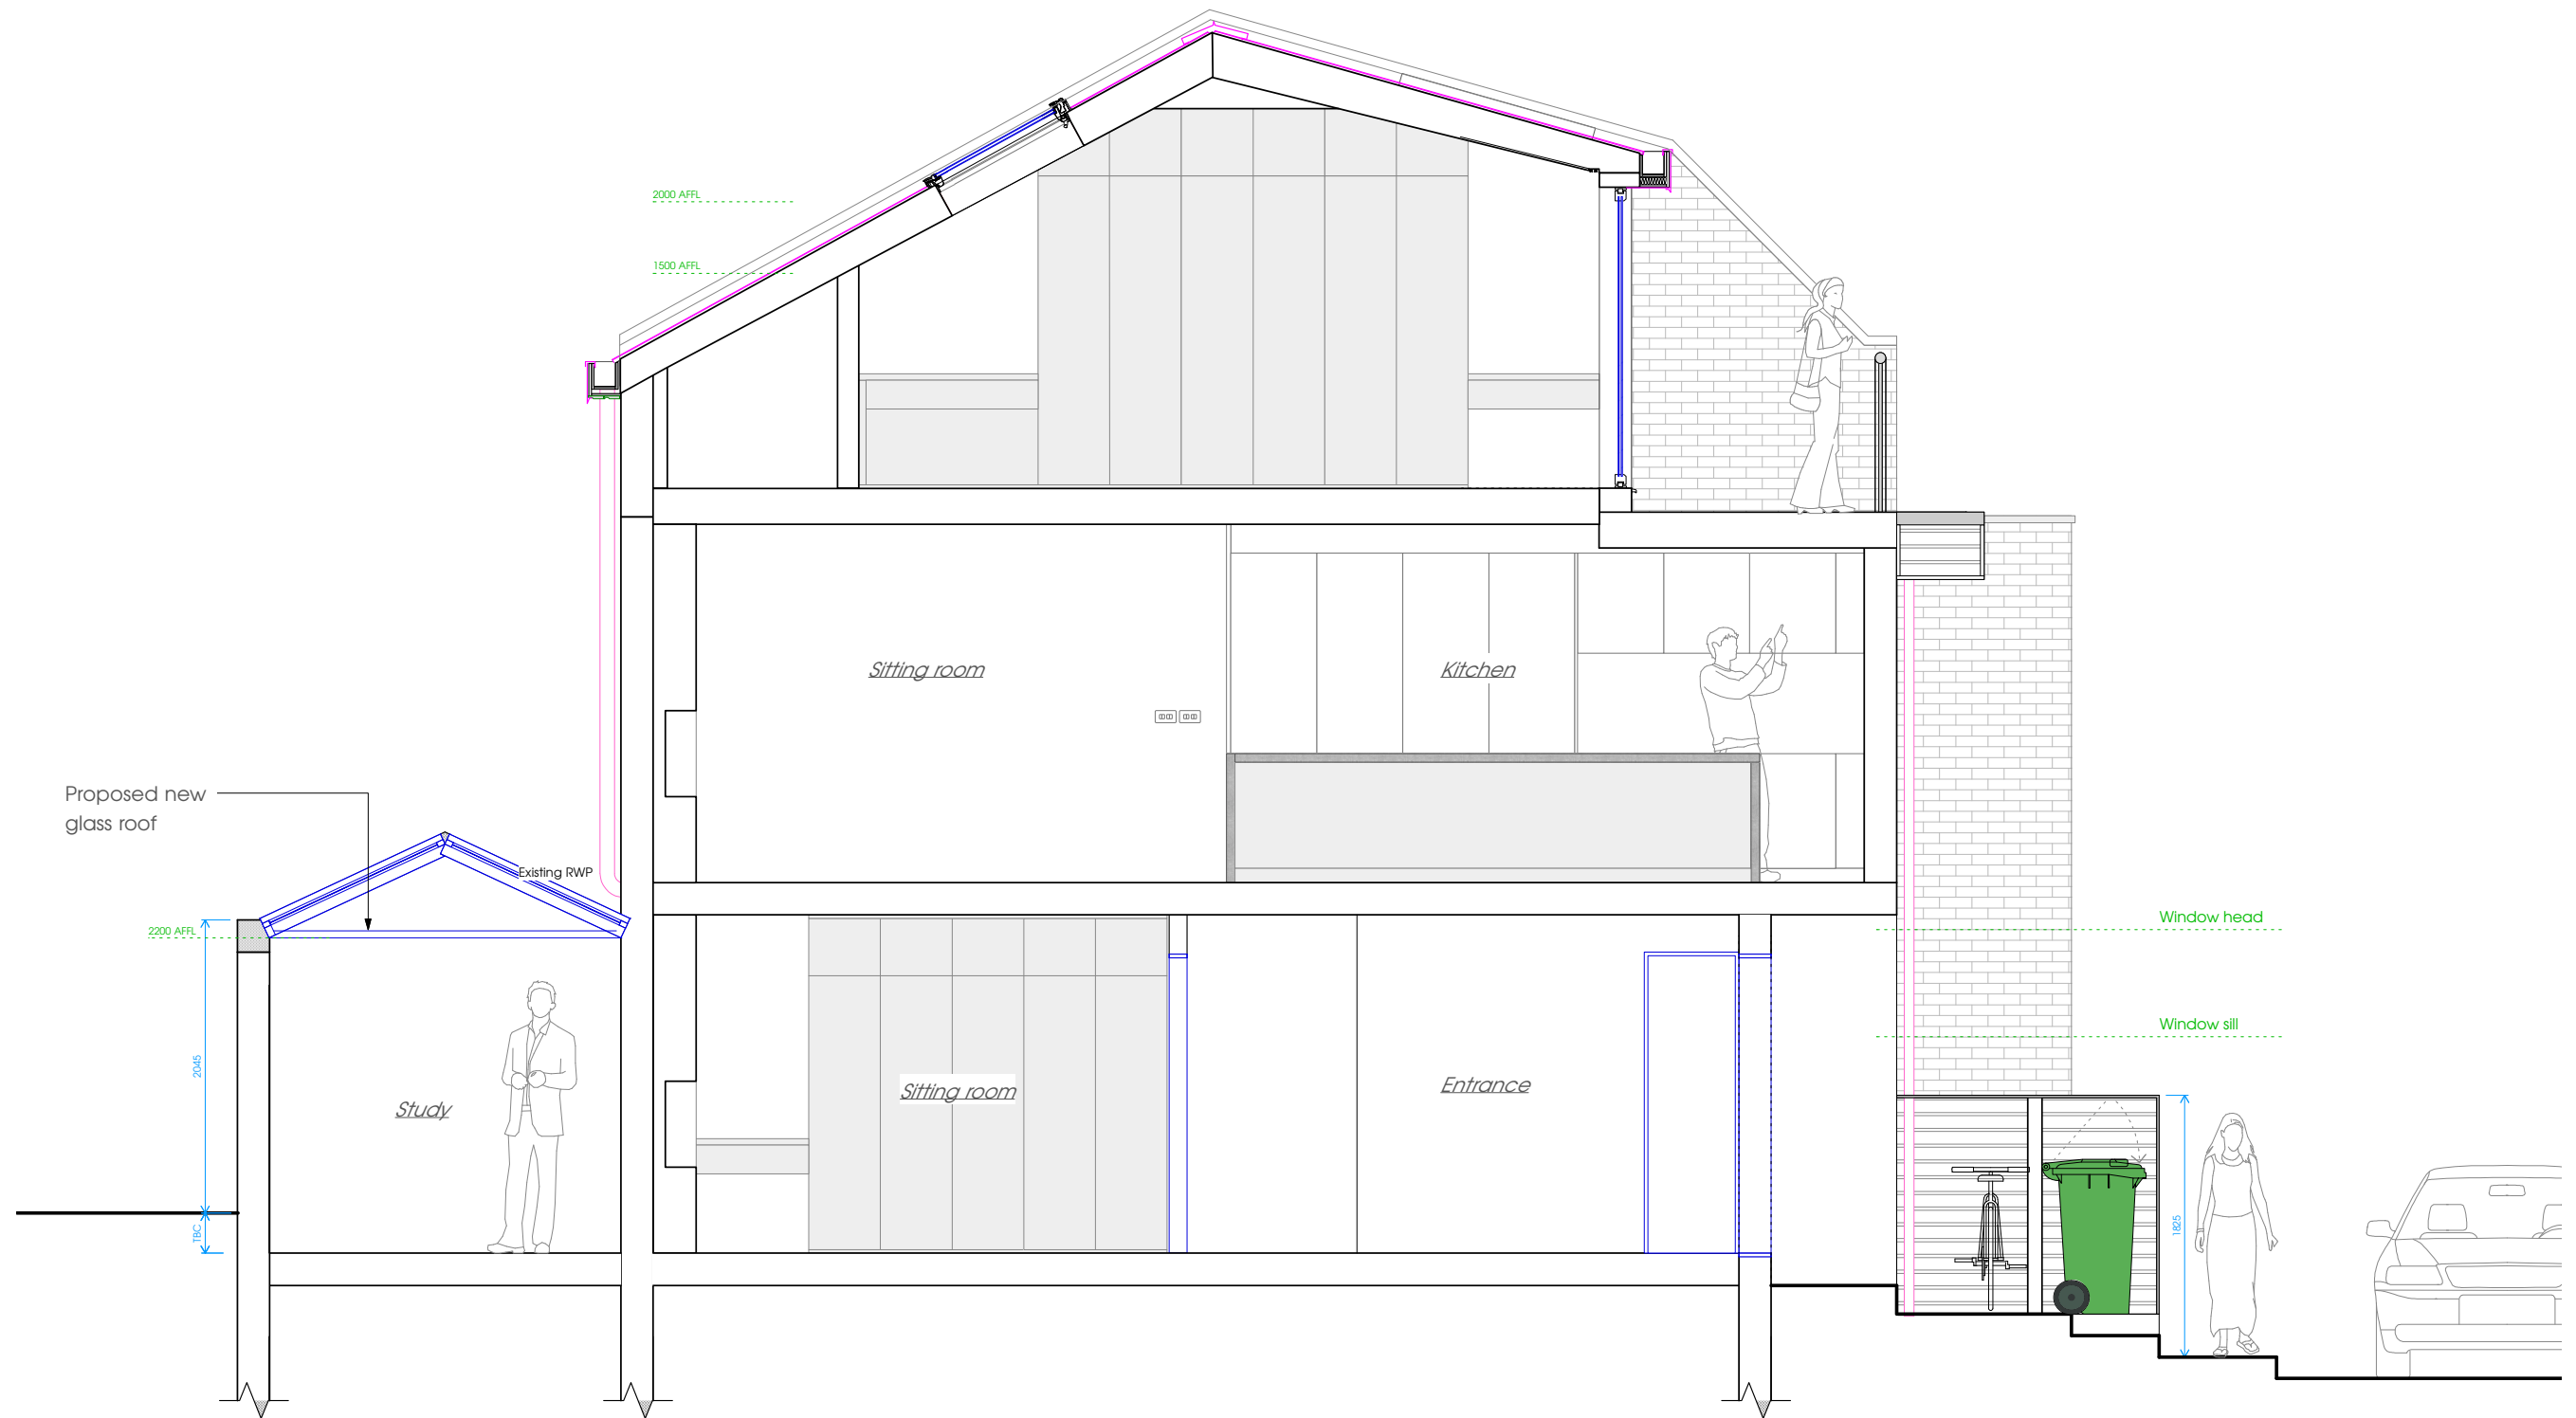 2000 AFFL
1500 AFFL
Sitting room
Kitchen
Proposed new
glass roof
Existing RWP
2200 AFFL
Window head
Window sill
2045
Study
Sitting room
Entrance
TBC
1825